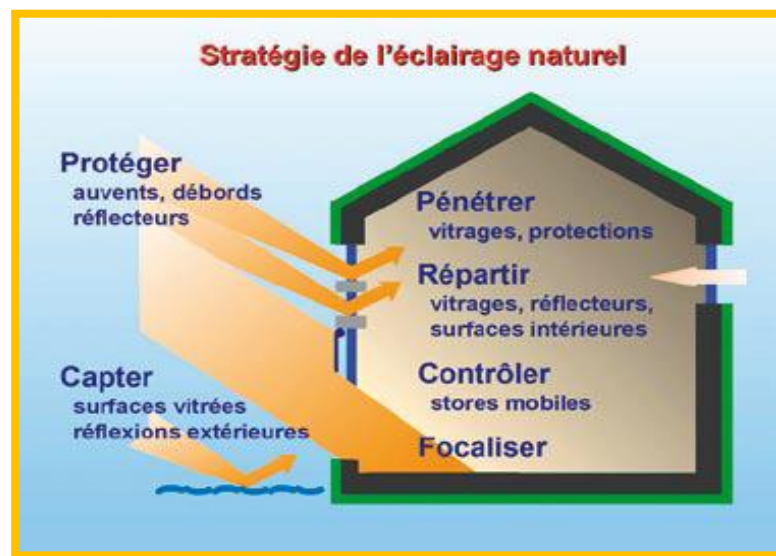 Stratégie de l'éclairage naturel
Protéger
auvents, débords
réflecteurs
Capter
surfaces vitrées
réflexions extérieures
Pénétrer
vitrages, protections
Répartir
vitrages, réflecteurs,
surfaces intérieures
Contrôler
stores mobiles
Focaliser